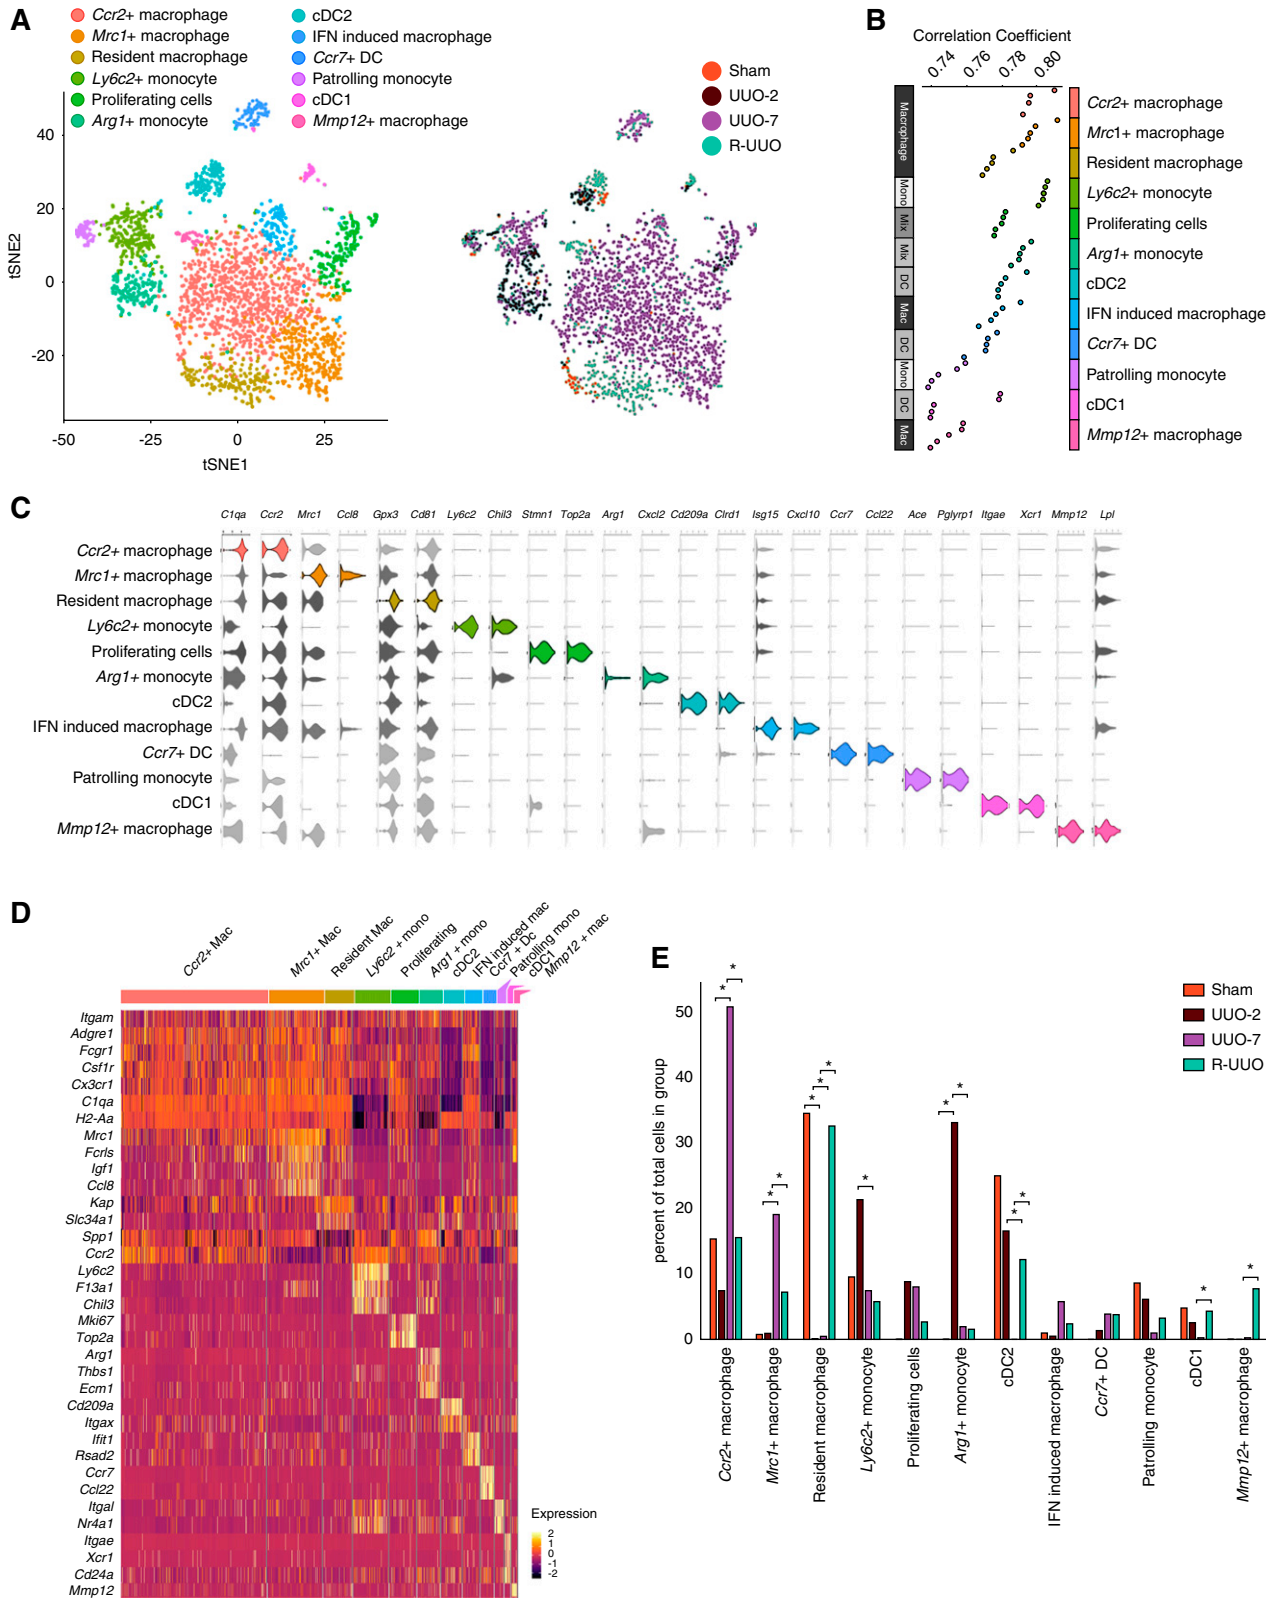 A
Ccr2+ macrophage
Mrc1+ macrophage
Resident macrophage
Ly6c2+ monocyte
Proliferating cells
Arg1+ monocyte
cDC2
IFN induced macrophage
Ccr7+ DC
Patrolling monocyte
cDC1
Mmp12+ macrophage
Sham
UUO-2
UUO-7
R-UUO
tSNE2
40
20
0
-20
-50 -25 0 25
tSNE1
B
Correlation Coefficient
0.74 0.76 0.78 0.80
Macrophage
Mono
Mix
Mix
DC
Mac
DC
Mono
DC
Mac
Ccr2+ macrophage
Mrc1+ macrophage
Resident macrophage
Ly6c2+ monocyte
Proliferating cells
Arg1+ monocyte
cDC2
IFN induced macrophage
Ccr7+ DC
Patrolling monocyte
cDC1
Mmp12+ macrophage
C
C1qa Ccr2 Mrc1 Ccl8 Gpx3 Cd81 Ly6c2 Chil3 Stmn1 Top2a Arg1 Cxcl2 Cd209a Clrd1 Isg15 Cxcl10 Ccr7 Ccl22 Ace Pglyrp1 Itgae Xcr1 Mmp12 Lpl
Ccr2+ macrophage
Mrc1+ macrophage
Resident macrophage
Ly6c2+ monocyte
Proliferating cells
Arg1+ monocyte
cDC2
IFN induced macrophage
Ccr7+ DC
Patrolling monocyte
cDC1
Mmp12+ macrophage
D
Ccr2+ Mac
Mrc1+ Mac
Resident Mac
Ly6c2 + mono
Proliferating
Arg1 + mono
cDC2
IFN induced mac
Ccr7 + Dc
Patrolling mono
cDC1
Mmp12 + mac
Itgam
Adgre1
Fcgr1
Csf1r
Cx3cr1
C1qa
H2-Aa
Mrc1
Fcrls
Igf1
Ccl8
Kap
Slc34a1
Spp1
Ccr2
Ly6c2
F13a1
Chil3
Mki67
Top2a
Arg1
Thbs1
Ecm1
Cd209a
Itgax
Ifit1
Rsad2
Ccr7
Ccl22
Itgal
Nr4a1
Itgae
Xcr1
Cd24a
Mmp12
Expression
2
1
0
-1
-2
E
percent of total cells in group
50
40
30
20
10
0
* *
* *
* * *
*
* *
* *
*
*
Sham
UUO-2
UUO-7
R-UUO
Ccr2+ macrophage
Mrc1+ macrophage
Resident macrophage
Ly6c2+ monocyte
Proliferating cells
Arg1+ monocyte
cDC2
IFN induced macrophage
Ccr7+ DC
Patrolling monocyte
cDC1
Mmp12+ macrophage